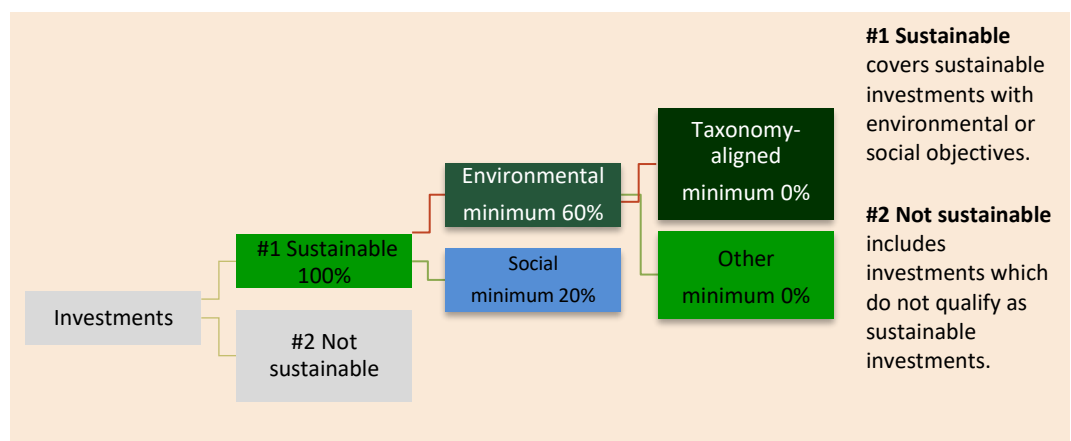 Investments
#1 Sustainable
100%
#2 Not
sustainable
Environmental
minimum 60%
Social
minimum 20%
Taxonomy-
aligned
minimum 0%
Other
minimum 0%
#1 Sustainable
covers sustainable
investments with
environmental or
social objectives.
#2 Not sustainable
includes
investments which
do not qualify as
sustainable
investments.